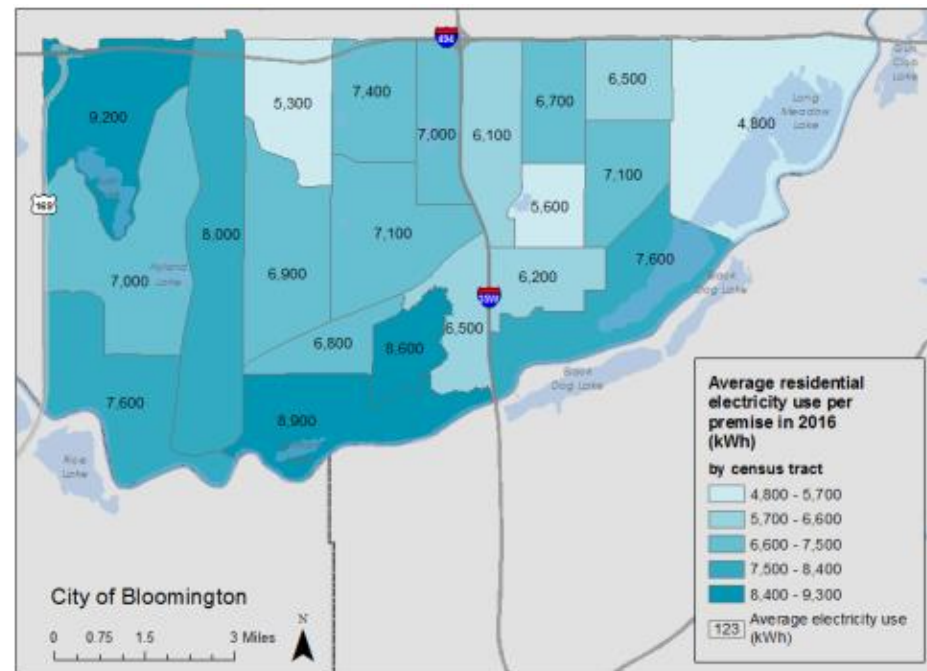 494
9,200
5,300
7,400
7,000
6,100
6,700
6,500
4,800
Long
Meadow
Lake
Lake
169
7,100
5,600
8,000
7,100
6,900
7,000
Lake
6,200
7,600
Dog Lake
35W
6,500
6,800
8,600
7,600
8,900
Black
Dog Lake
Rice
Lake
Average residential
electricity use per
premise in 2016
(kWh)
by census tract
4,800 - 5,700
5,700 - 6,600
6,600 - 7,500
7,500 - 8,400
8,400 - 9,300
123 Average electricity use
(kWh)
City of Bloomington
N
0 0.75 1.5 3 Miles